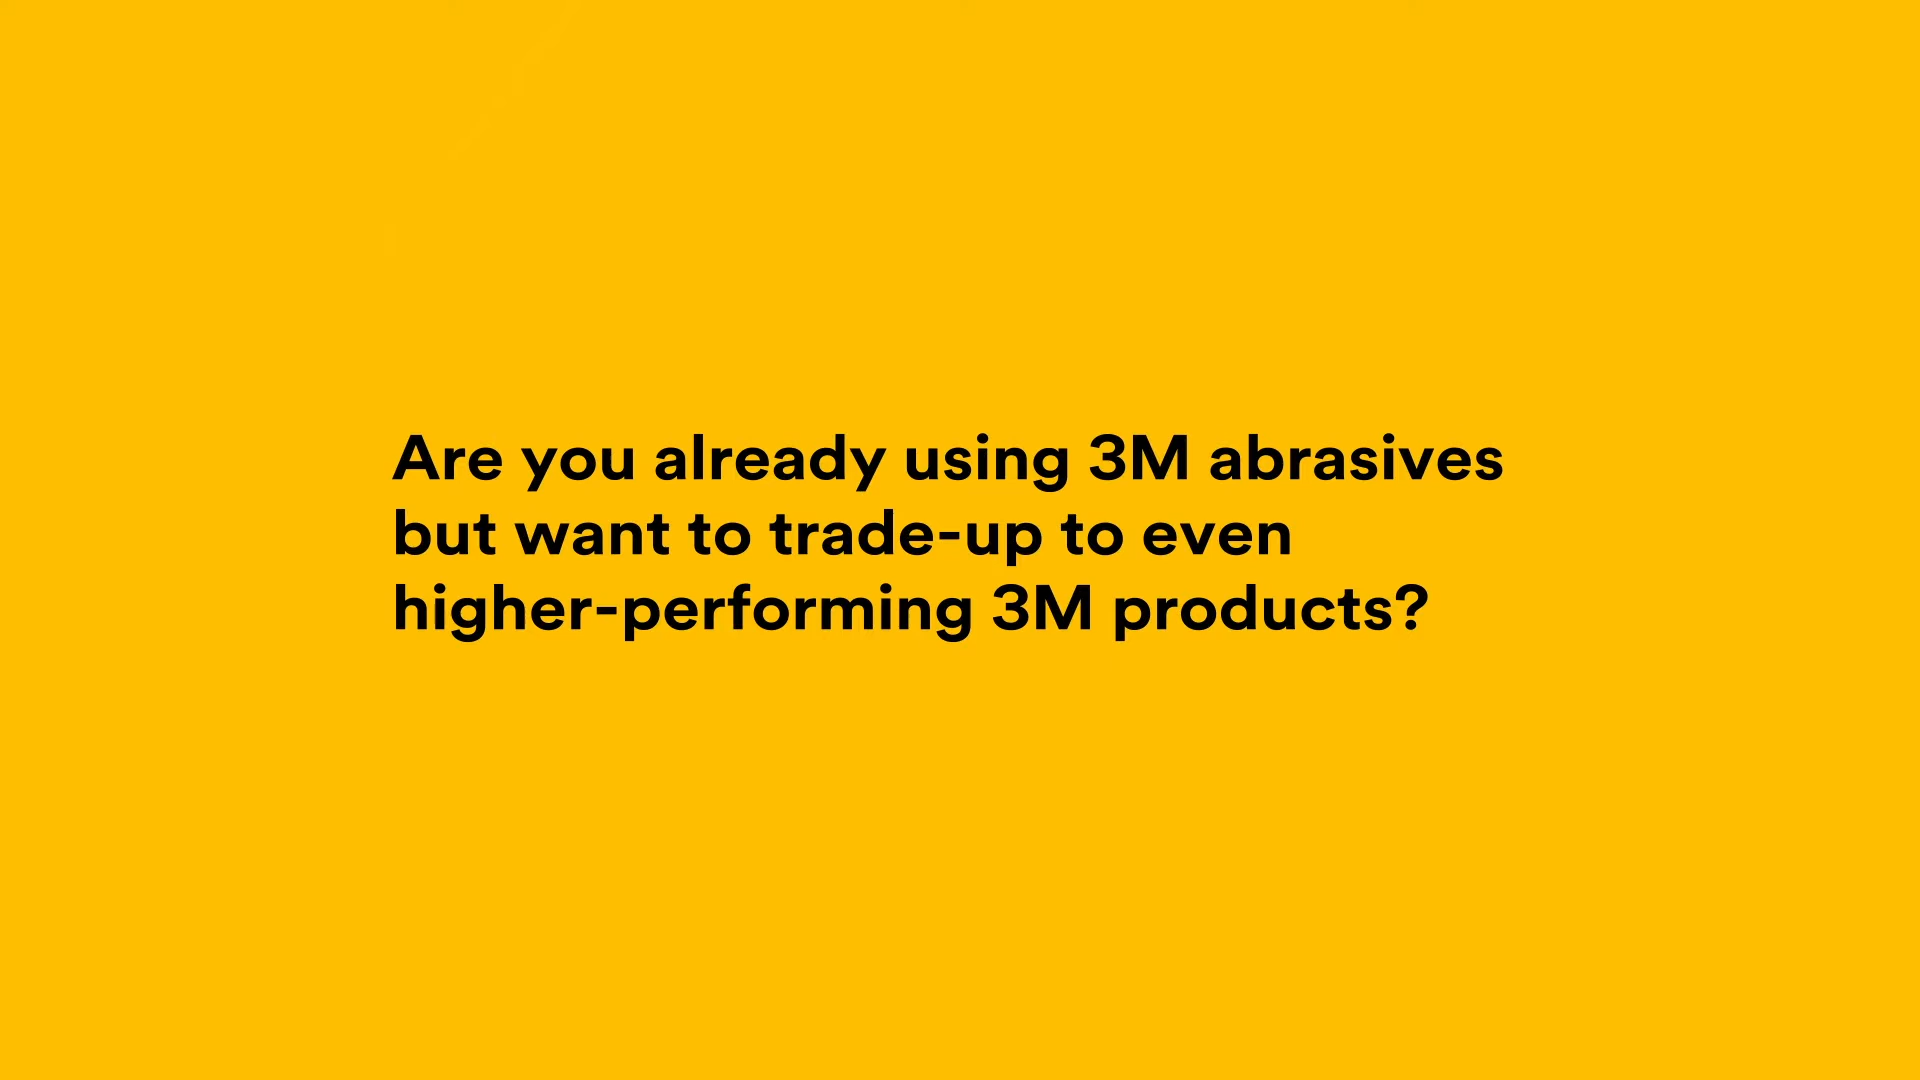 Are you already using 3M abrasives
but want to trade-up to even
higher-performing 3M products?